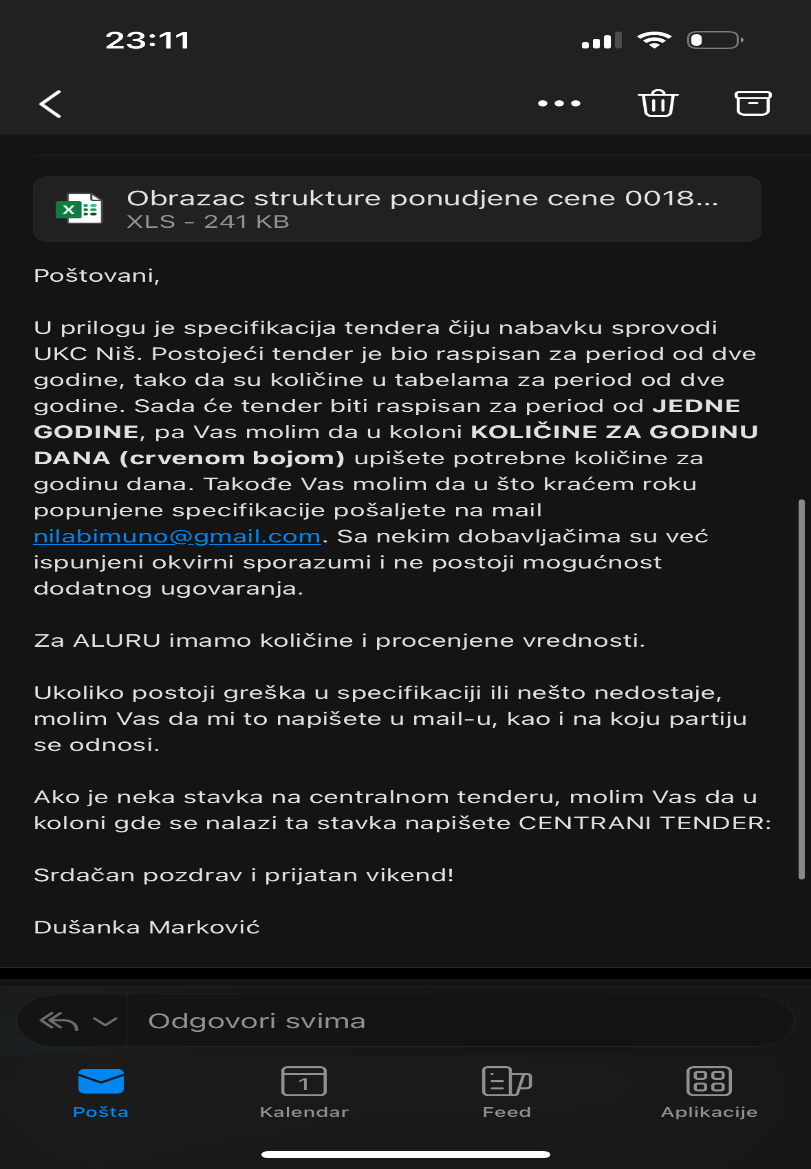 23:11
Obrazac strukture ponudjene cene 0018...
XLS - 241 KB
Poštovani,
U prilogu je specifikacija tendera čiju nabavku sprovodi
UKC Niš. Postojeći tender je bio raspisan za period od dve
godine, tako da su količine u tabelama za period od dve
godine. Sada će tender biti raspisan za period od JEDNE
GODINE, pa Vas molim da u koloni KOLIČINE ZA GODINU
DANA (crvenom bojom) upišete potrebne količine za
godinu dana. Takođe Vas molim da u što kraćem roku
popunjene specifikacije pošaljete na mail
nilabimuno@gmail.com. Sa nekim dobavljačima su već
ispunjeni okvirni sporazumi i ne postoji mogućnost
dodatnog ugovaranja.
Za ALURU imamo količine i procenjene vrednosti.
Ukoliko postoji greška u specifikaciji ili nešto nedostaje,
molim Vas da mi to napišete u mail-u, kao i na koju partiju
se odnosi.
Ako je neka stavka na centralnom tenderu, molim Vas da u
koloni gde se nalazi ta stavka napišete CENTRANI TENDER:
Srdačan pozdrav i prijatan vikend!
Dušanka Marković
Odgovori svima
1
Pošta Kalendar Feed Aplikacije